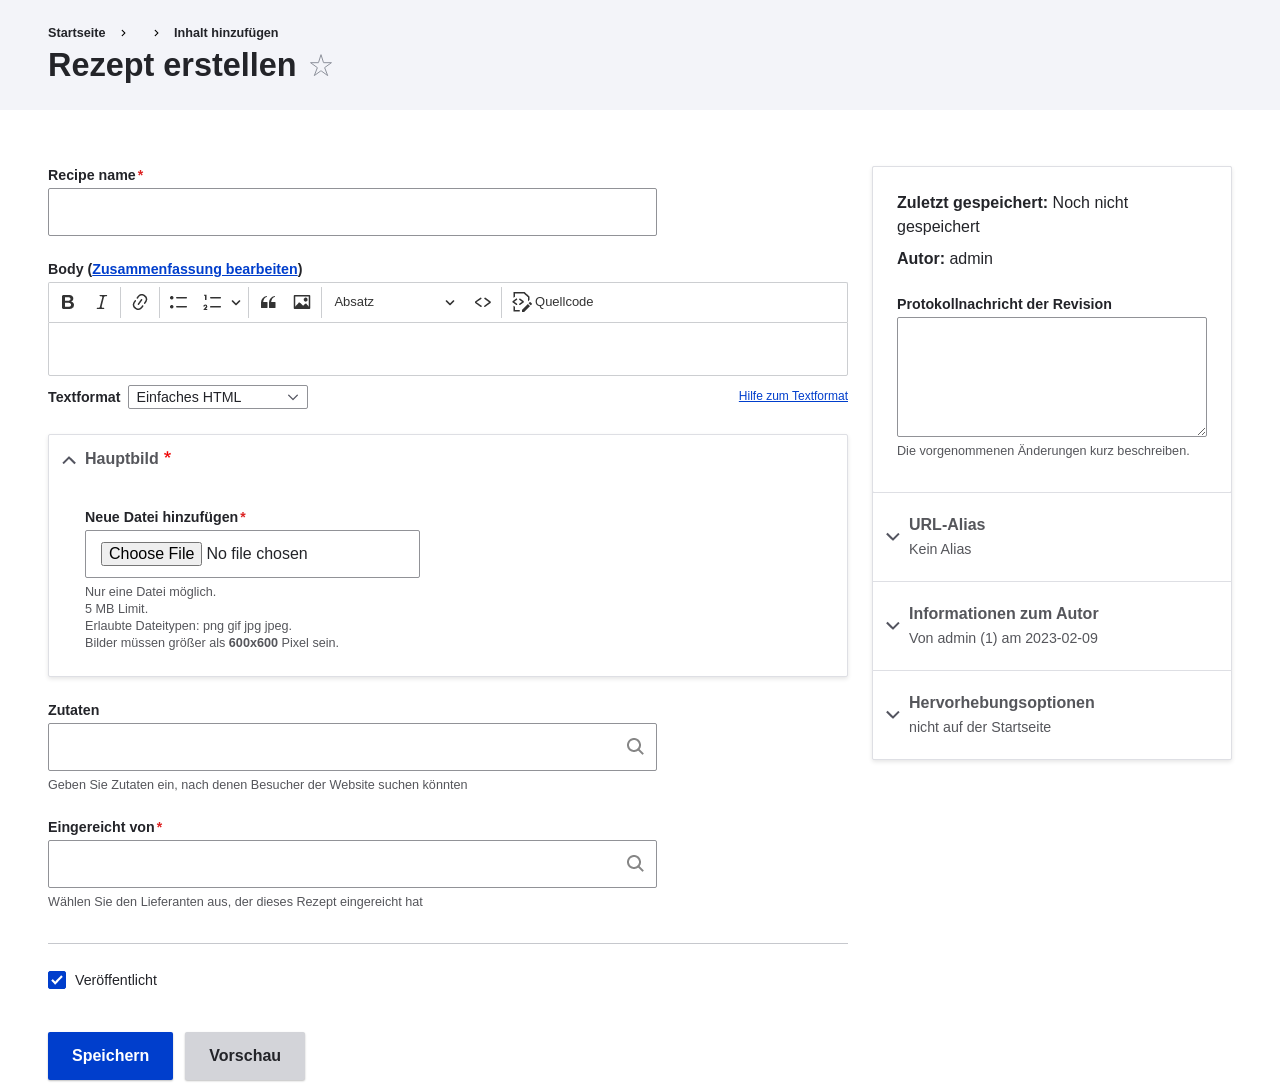 Startseite
Inhalt hinzufügen
Rezept erstellen
Recipe name*
Body (Zusammenfassung bearbeiten)
Absatz
Quellcode
Textformat
Einfaches HTML
Hilfe zum Textformat
Hauptbild *
Neue Datei hinzufügen*
Choose File No file chosen
Nur eine Datei möglich.
5 MB Limit.
Erlaubte Dateitypen: png gif jpg jpeg.
Bilder müssen größer als 600x600 Pixel sein.
Zutaten
Geben Sie Zutaten ein, nach denen Besucher der Website suchen könnten
Eingereicht von*
Wählen Sie den Lieferanten aus, der dieses Rezept eingereicht hat
Veröffentlicht
Speichern
Vorschau
Zuletzt gespeichert: Noch nicht
gespeichert
Autor: admin
Protokollnachricht der Revision
Die vorgenommenen Änderungen kurz beschreiben.
URL-Alias
Kein Alias
Informationen zum Autor
Von admin (1) am 2023-02-09
Hervorhebungsoptionen
nicht auf der Startseite